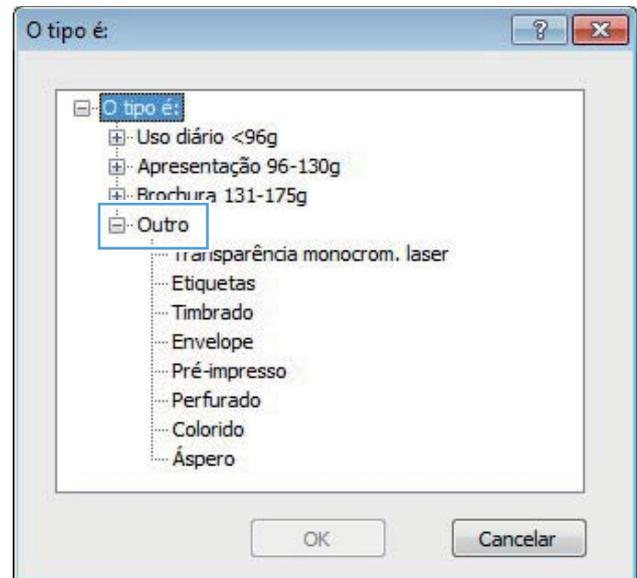 O tipo é:
O tipo é:
Uso diário <96g
Apresentação 96-130g
Brochura 131-175g
Outro
Transparência monocrom. laser
Etiquetas
Timbrado
Envelope
Pré-impresso
Perfurado
Colorido
Áspero
OK Cancelar